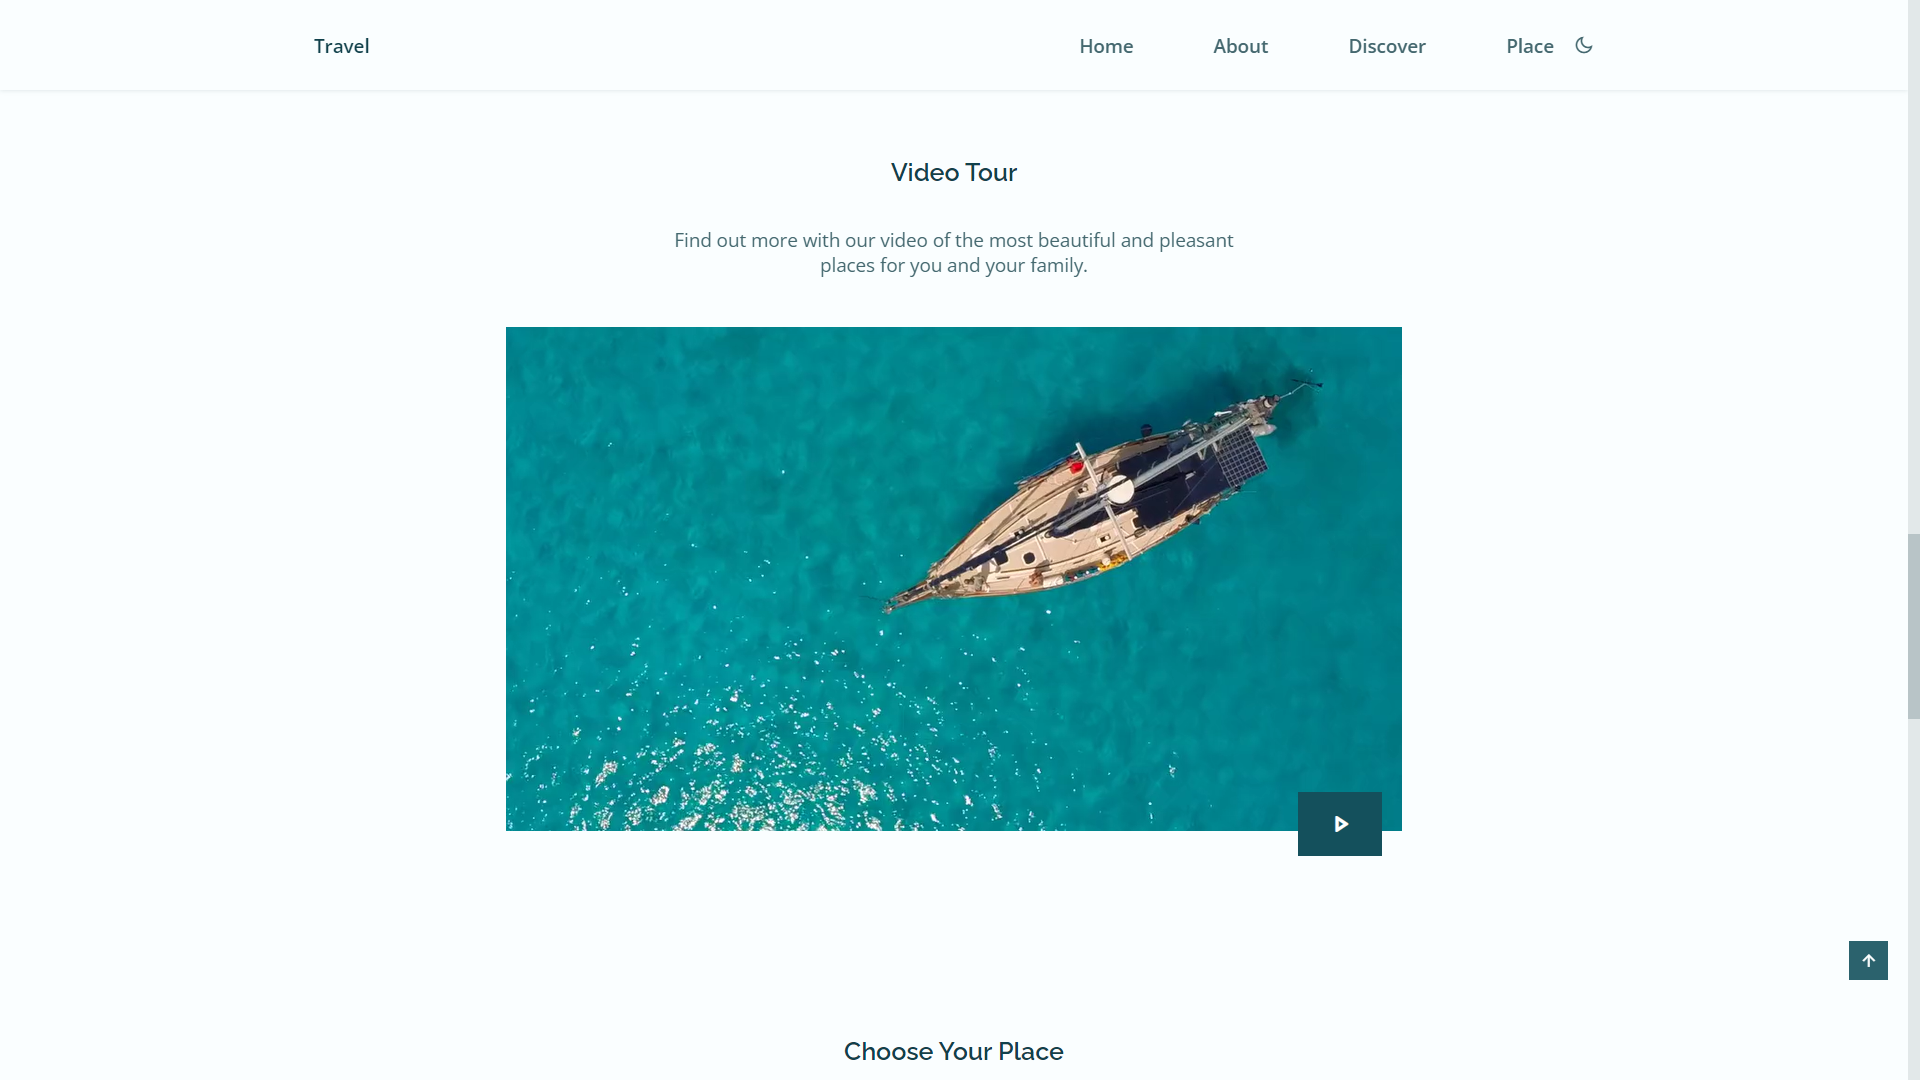 Travel
Home
About
Discover
Place
Video Tour
Find out more with our video of the most beautiful and pleasant
places for you and your family.
Choose Your Place